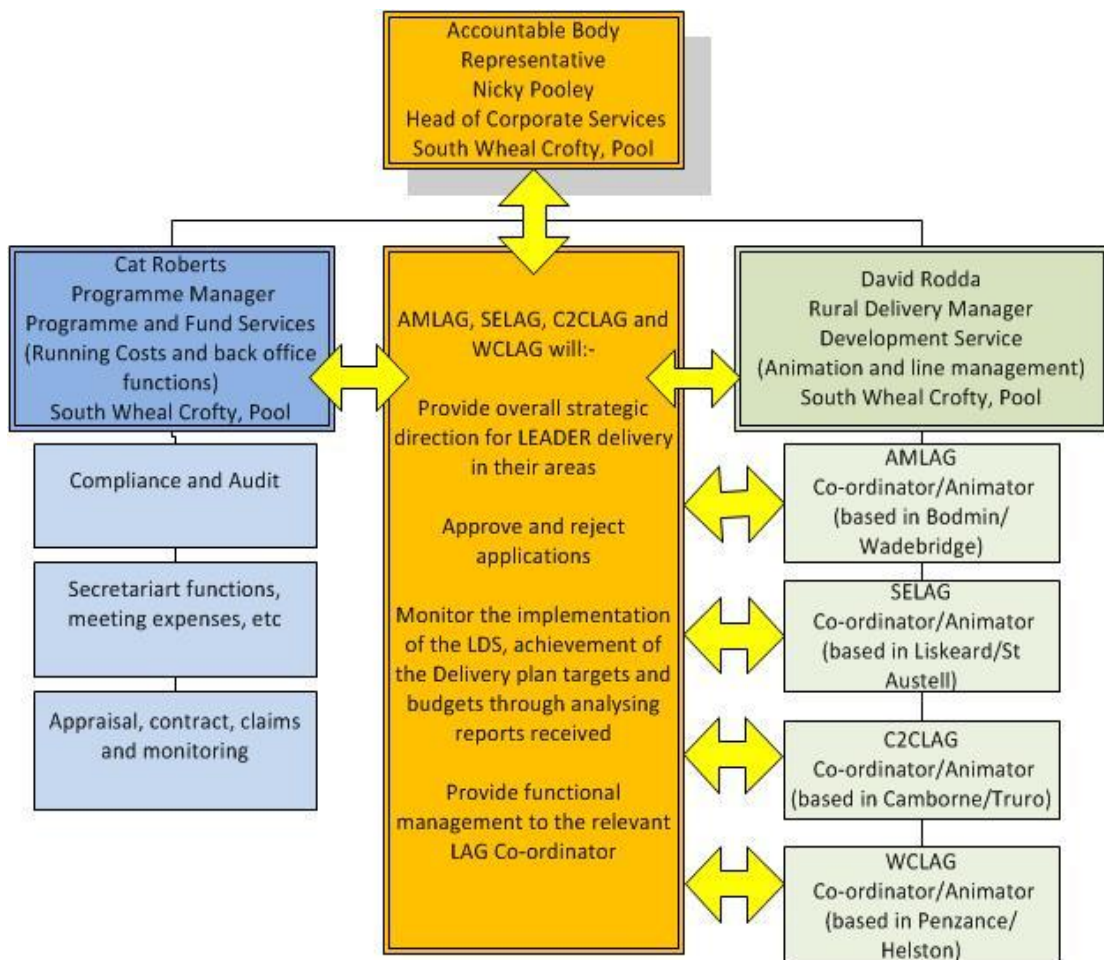 Accountable Body
Representative
Nicky Pooley
Head of Corporate Services
South Wheal Crofty, Pool
Cat Roberts
Programme Manager
Programme and Fund Services
(Running Costs and back office
functions)
South Wheal Crofty, Pool
Compliance and Audit
Secretariart functions,
meeting expenses, etc
Appraisal, contract, claims
and monitoring
AMLAG, SELAG, C2CLAG and
WCLAG will:-
Provide overall strategic
direction for LEADER delivery
in their areas
Approve and reject
applications
Monitor the implementation
of the LDS, achievement of
the Delivery plan targets and
budgets through analysing
reports received
Provide functional
management to the relevant
LAG Co-ordinator
David Rodda
Rural Delivery Manager
Development Service
(Animation and line management)
South Wheal Crofty, Pool
AMLAG
Co-ordinator/Animator
(based in Bodmin/
Wadebridge)
SELAG
Co-ordinator/Animator
(based in Liskeard/St
Austell)
C2CLAG
Co-ordinator/Animator
(based in Camborne/Truro)
WCLAG
Co-ordinator/Animator
(based in Penzance/
Helston)